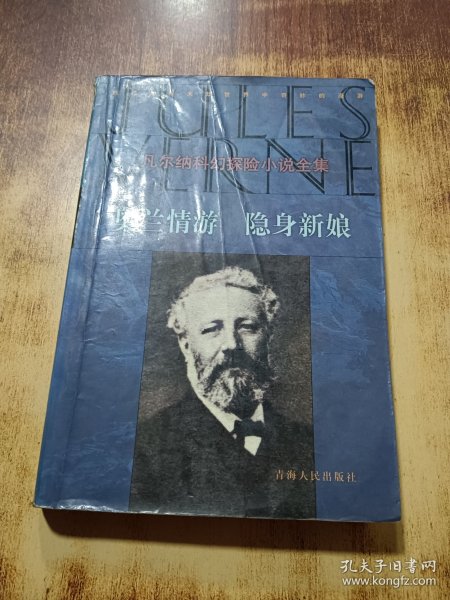 JULES
VERNE
凡尔纳科幻探险小说全集
兰情游 隐身新娘
青海人民出版社
孔夫子旧书网
www.kongfz.com